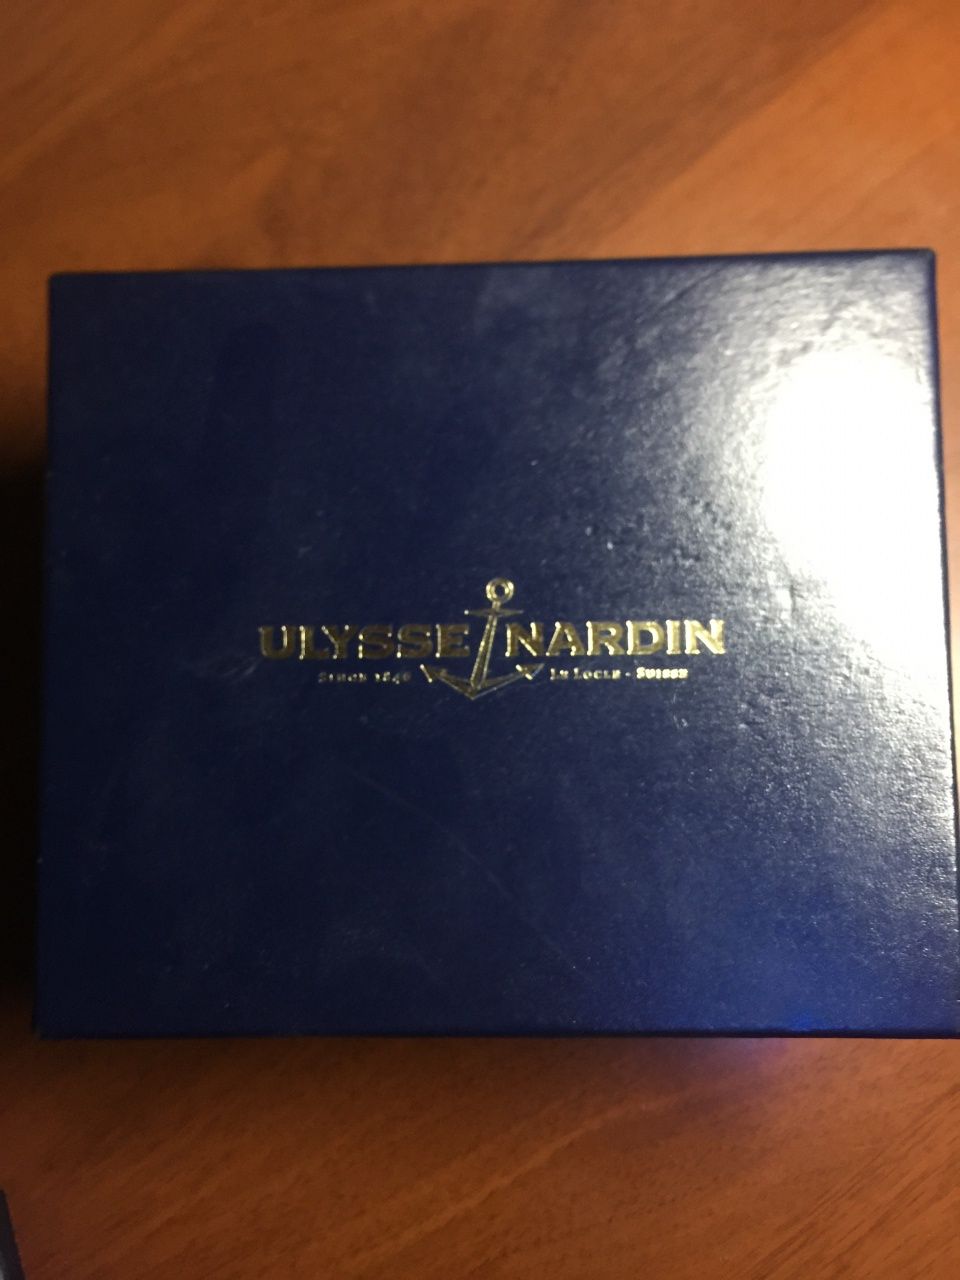 ULYSSE NARDIN
SINCE 1846 LE LOCLE - SUISSE